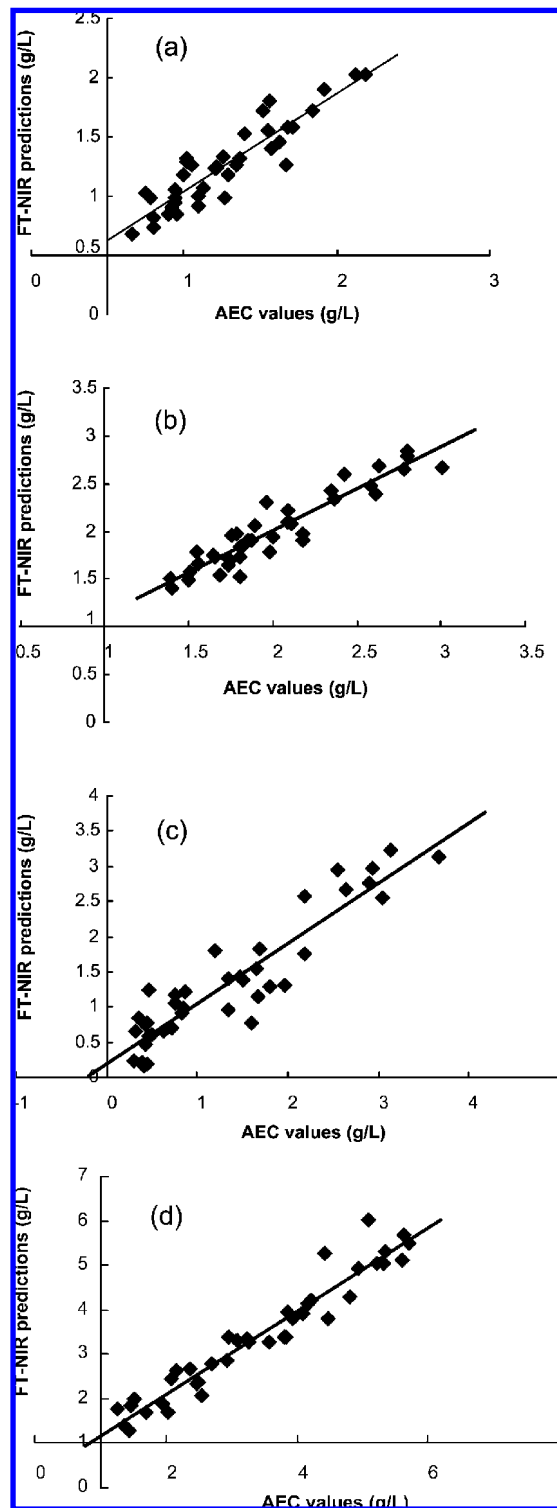 FT-NIR predictions (g/L)
2.5
(a)
2
1.5
1
0.5
0 1 2 3
0
AEC values (g/L)
FT-NIR predictions (g/L)
3.5
(b)
3
2.5
2
1.5
1
0.5 1 1.5 2 2.5 3 3.5
0.5
AEC values (g/L)
0
FT-NIR predictions (g/L)
4
(c)
3.5
3
2.5
2
1.5
1
0.5
0
-1 0 1 2 3 4
AEC values (g/L)
FT-NIR predictions (g/L)
7
(d)
6
5
4
3
2
1
0 2 4 6 8
0
AEC values (g/L)